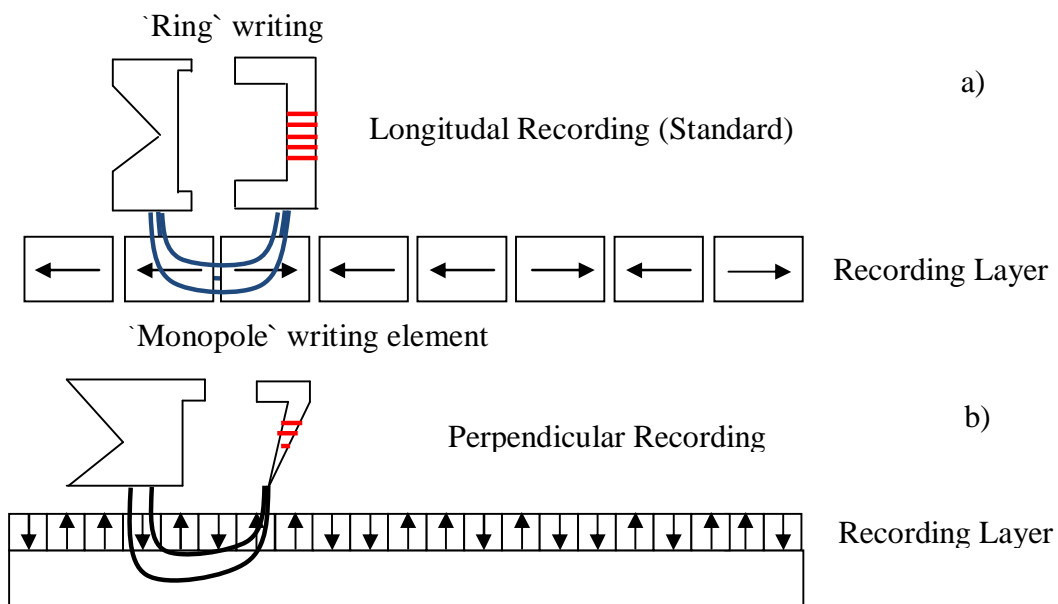 `Ring` writing
a)
Longitudal Recording (Standard)
Recording Layer
`Monopole` writing element
b)
Perpendicular Recording
Recording Layer